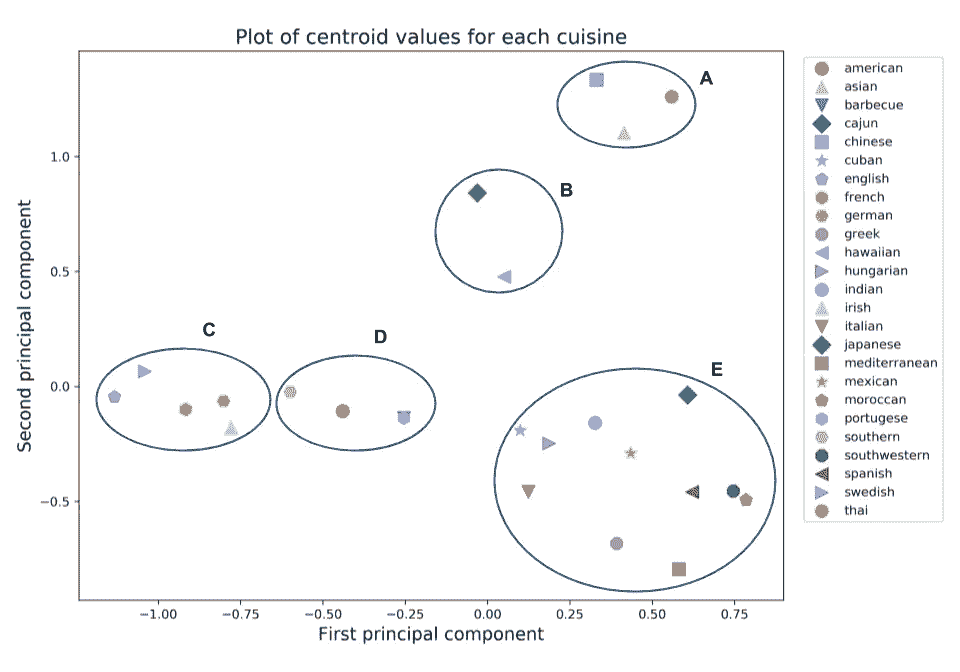 Plot of centroid values for each cuisine
A
B
C
D
E
1.0
0.5
0.0
−0.5
−1.00
−0.75
−0.50
−0.25
0.00
0.25
0.50
0.75
First principal component
Second principal component
american
asian
barbecue
cajun
chinese
cuban
english
french
german
greek
hawaiian
hungarian
indian
irish
italian
japanese
mediterranean
mexican
moroccan
portugese
southern
southwestern
spanish
swedish
thai